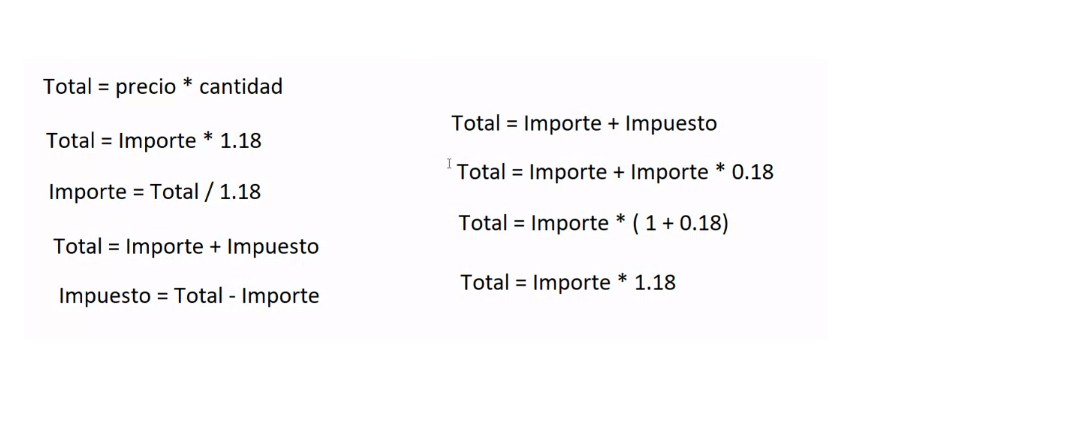 Total = precio * cantidad
Total = Importe * 1.18
Importe = Total / 1.18
Total = Importe + Impuesto
Impuesto = Total - Importe
Total = Importe + Impuesto
Total = Importe + Importe * 0.18
Total = Importe * ( 1 + 0.18)
Total = Importe * 1.18